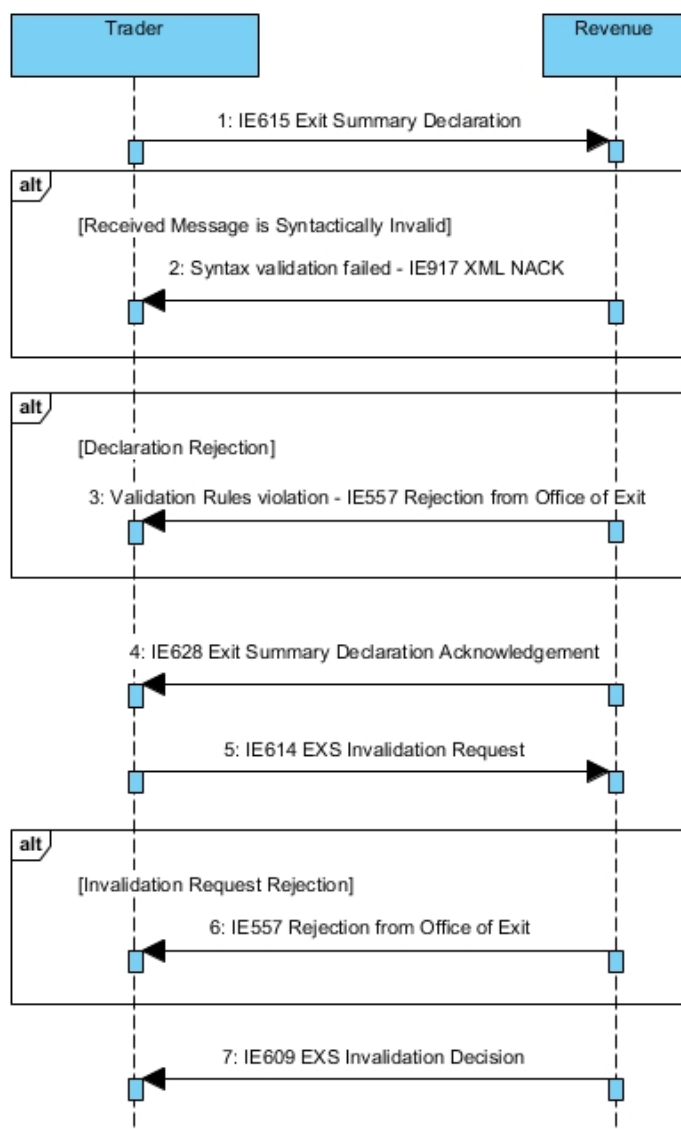 Trader
Revenue
1: IE615 Exit Summary Declaration
alt
[Received Message is Syntactically Invalid]
2: Syntax validation failed - IE917 XML NACK
alt
[Declaration Rejection]
3: Validation Rules violation - IE557 Rejection from Office of Exit
4: IE628 Exit Summary Declaration Acknowledgement
5: IE614 EXS Invalidation Request
alt
[Invalidation Request Rejection]
6: IE557 Rejection from Office of Exit
7: IE609 EXS Invalidation Decision